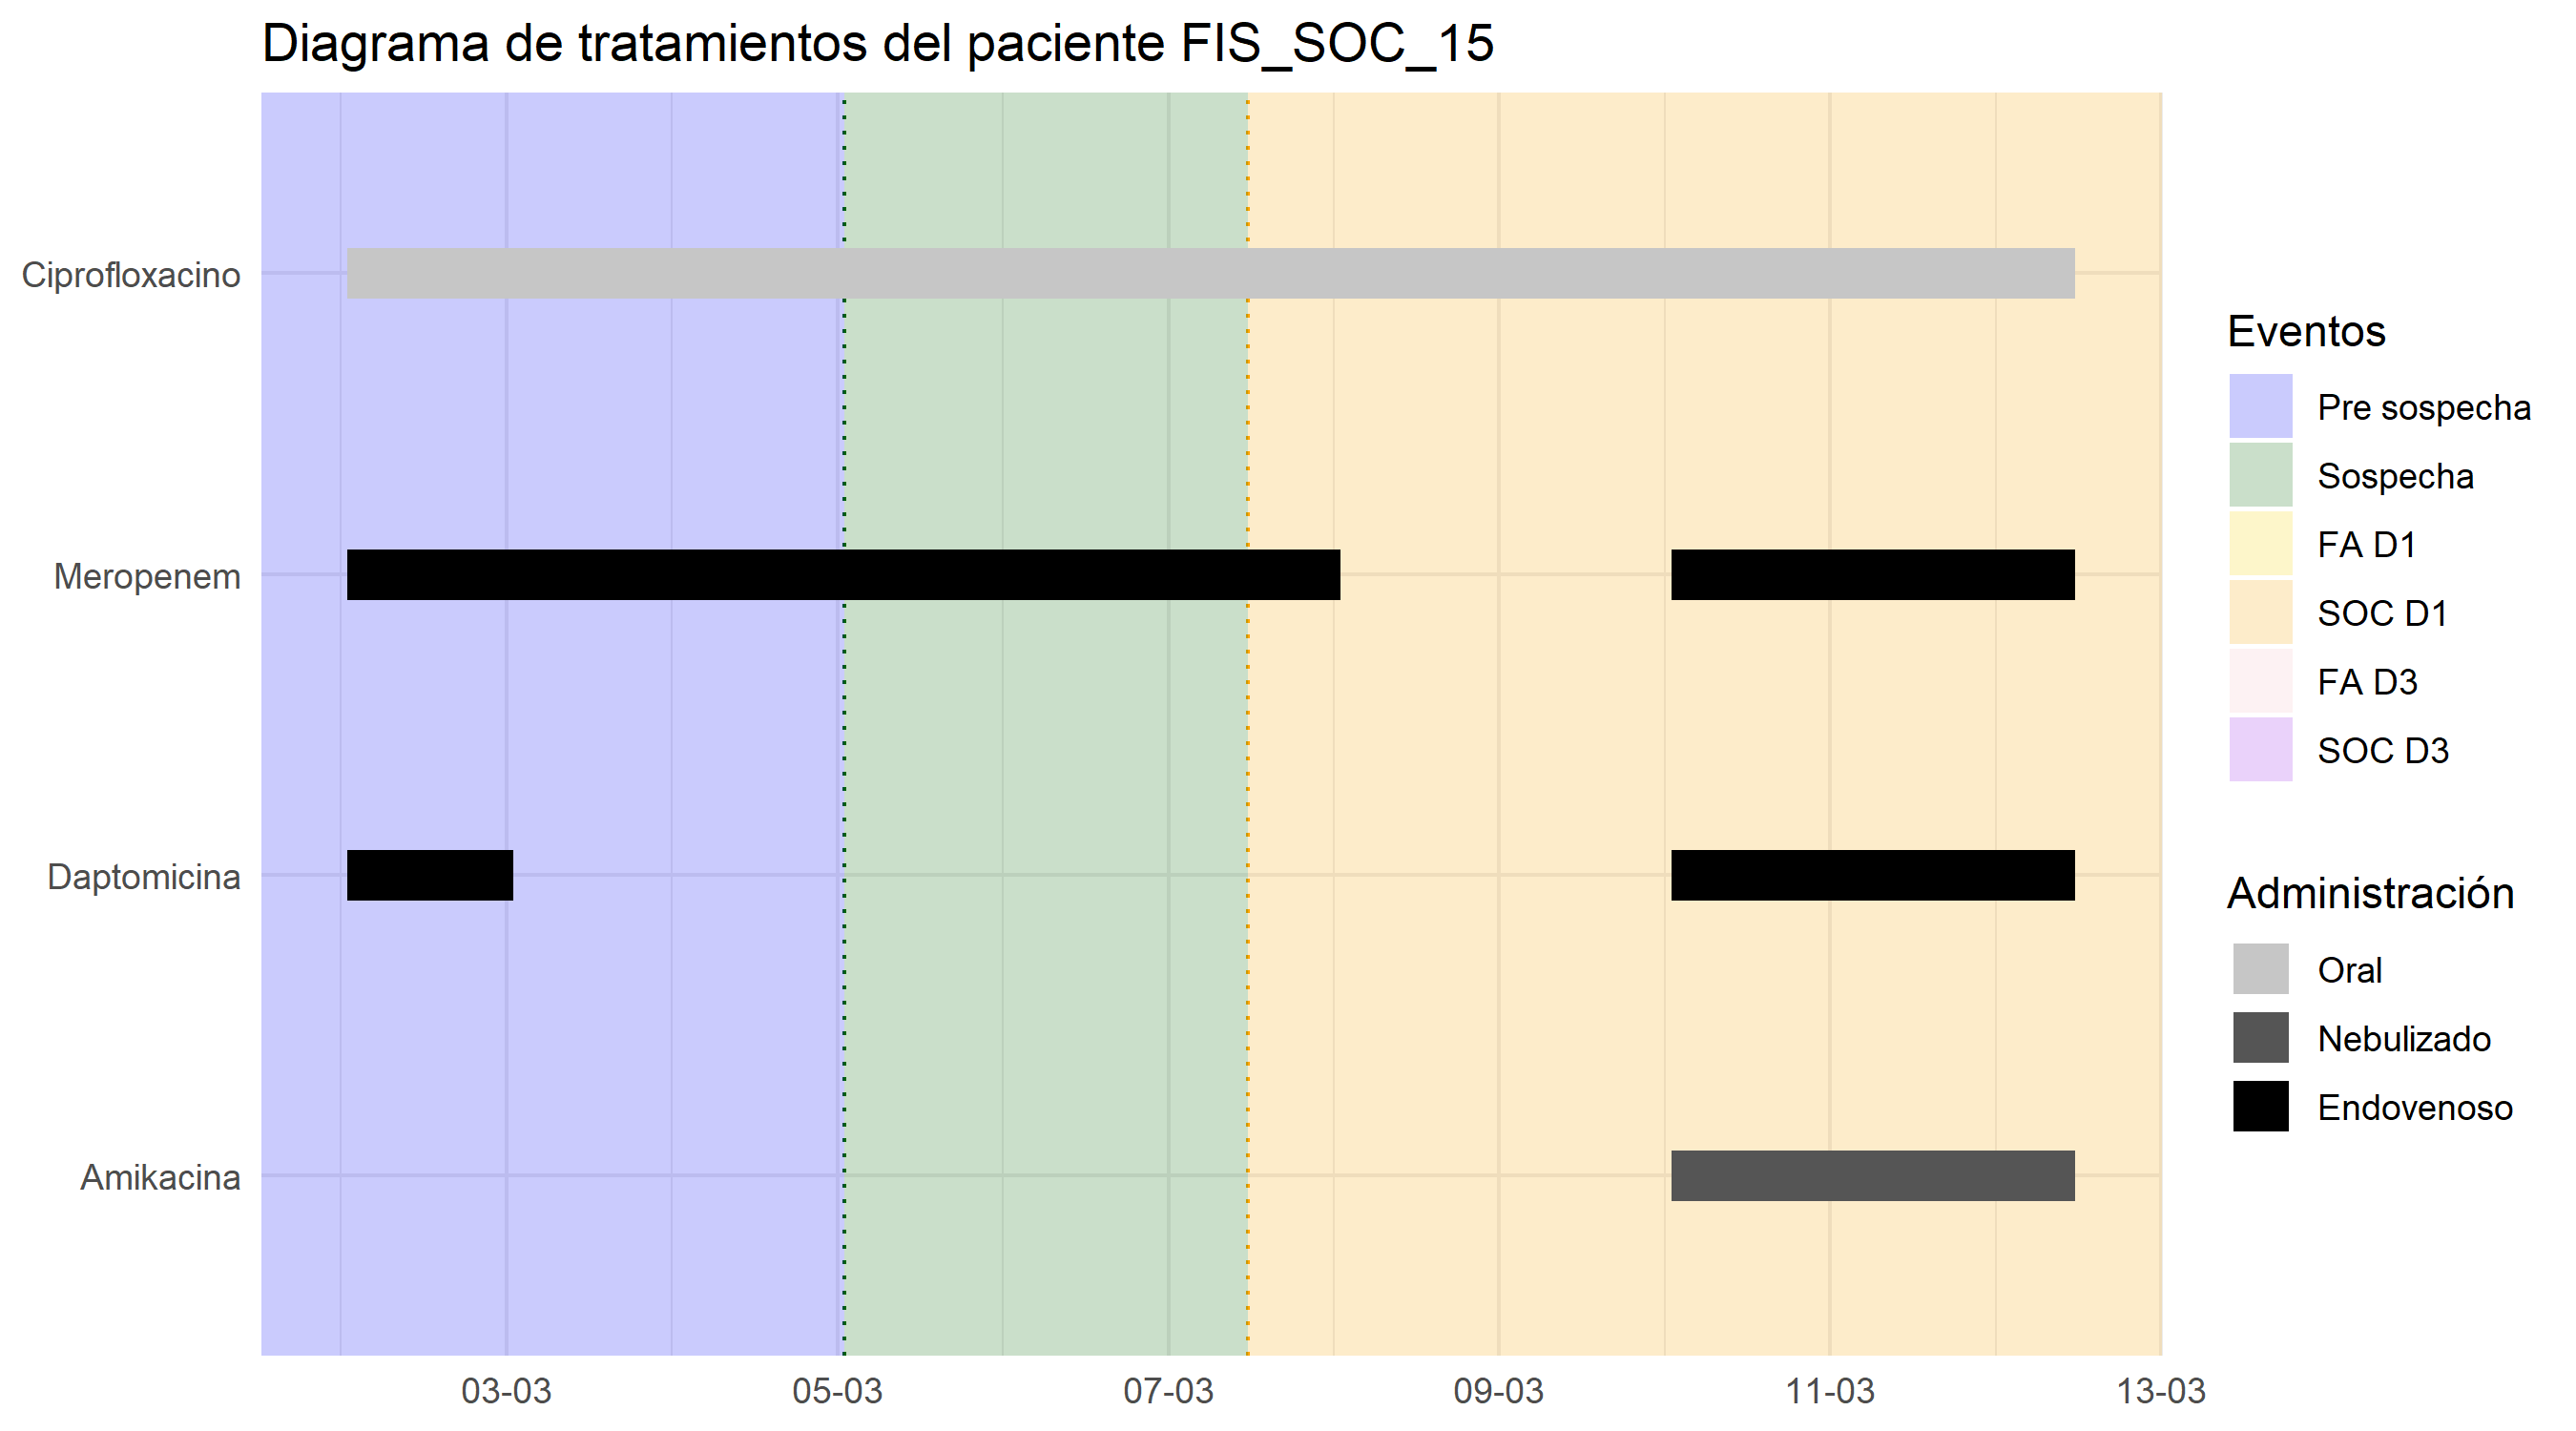 Diagrama de tratamientos del paciente FIS_SOC_15
Ciprofloxacino
Meropenem
Daptomicina
Amikacina
03-03
05-03
07-03
09-03
11-03
13-03
Eventos
Pre sospecha
Sospecha
FA D1
SOC D1
FA D3
SOC D3
Administración
Oral
Nebulizado
Endovenoso